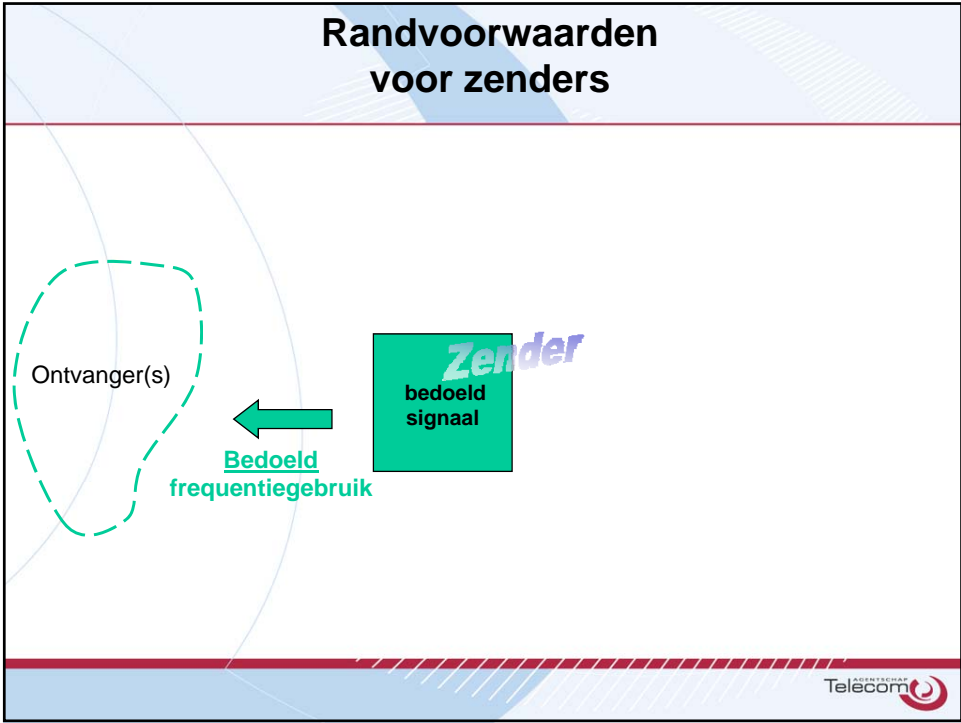 Randvoorwaarden
voor zenders
Ontvanger(s)
Zender
bedoeld
signaal
Bedoeld
frequentiegebruik
AGENTSCHAP
Telecom